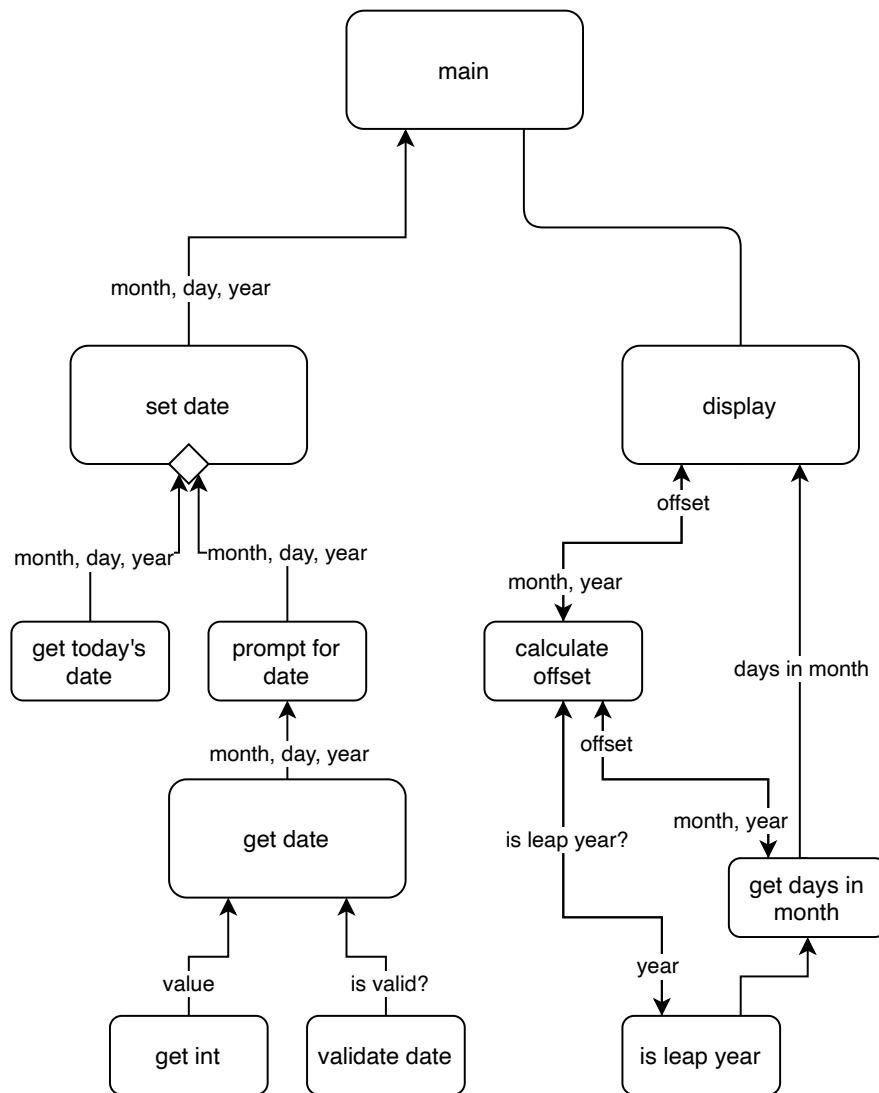 main
month, day, year
set date
display
offset
month, day, year
month, day, year
month, year
get today's
date
prompt for
date
calculate
offset
days in month
month, day, year
offset
get date
is leap year?
month, year
get days in
month
value
is valid?
year
get int
validate date
is leap year